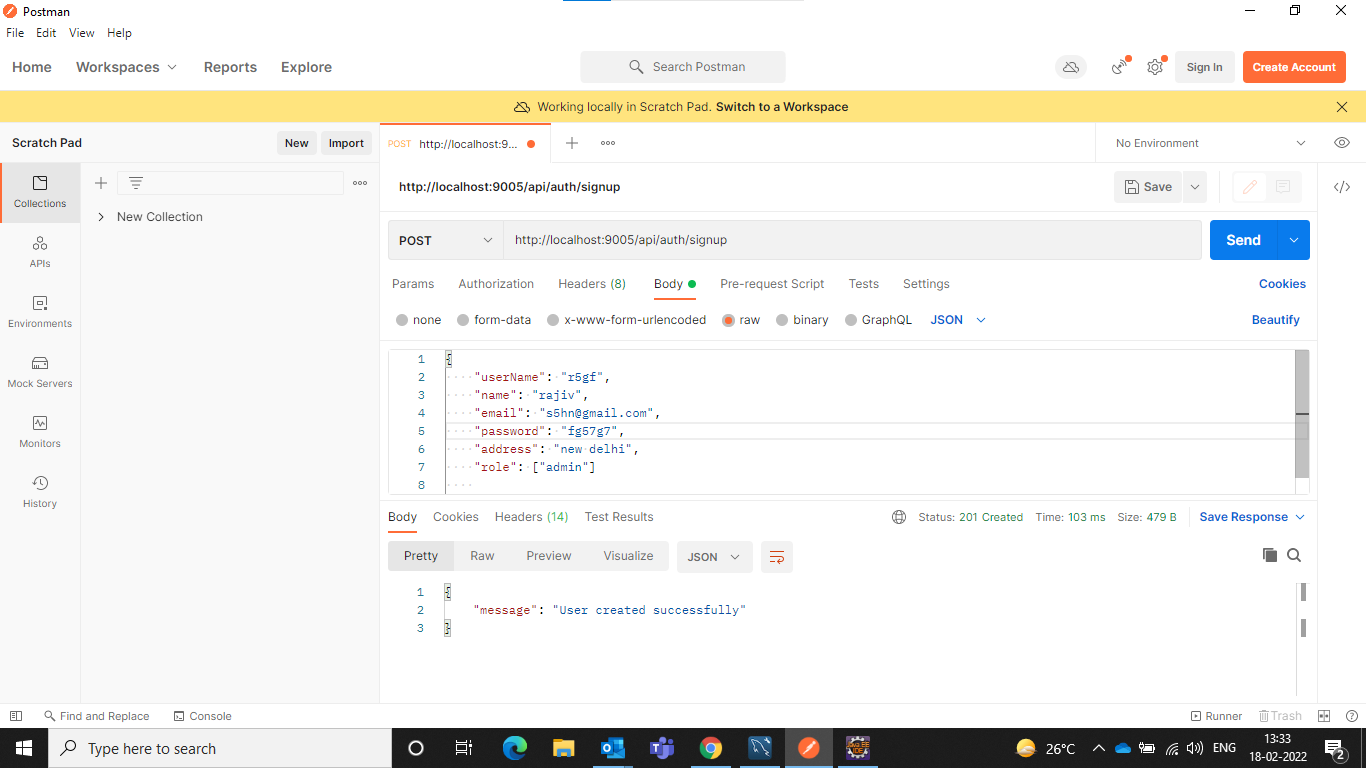 Postman
File Edit View Help
Home Workspaces Reports Explore Search Postman Sign In Create Account
Working locally in Scratch Pad. Switch to a Workspace
Scratch Pad New Import POST http://localhost:9... No Environment
http://localhost:9005/api/auth/signup Save
Collections
New Collection
POST http://localhost:9005/api/auth/signup Send
APIs
Params Authorization Headers (8) Body Pre-request Script Tests Settings Cookies
Environments
none form-data x-www-form-urlencoded raw binary GraphQL JSON Beautify
Mock Servers
Monitors
History
1 {
2 "userName": "r5gf",
3 "name": "rajiv",
4 "email": "s5hn@gmail.com",
5 "password": "fg57g7",
6 "address": "new delhi",
7 "role": ["admin"]
8
Body Cookies Headers (14) Test Results Status: 201 Created Time: 103 ms Size: 479 B Save Response
Pretty Raw Preview Visualize JSON
1 {
2 "message": "User created successfully"
3 }
Find and Replace Console Runner Trash
Type here to search 26°C ENG 13:33
18-02-2022 2